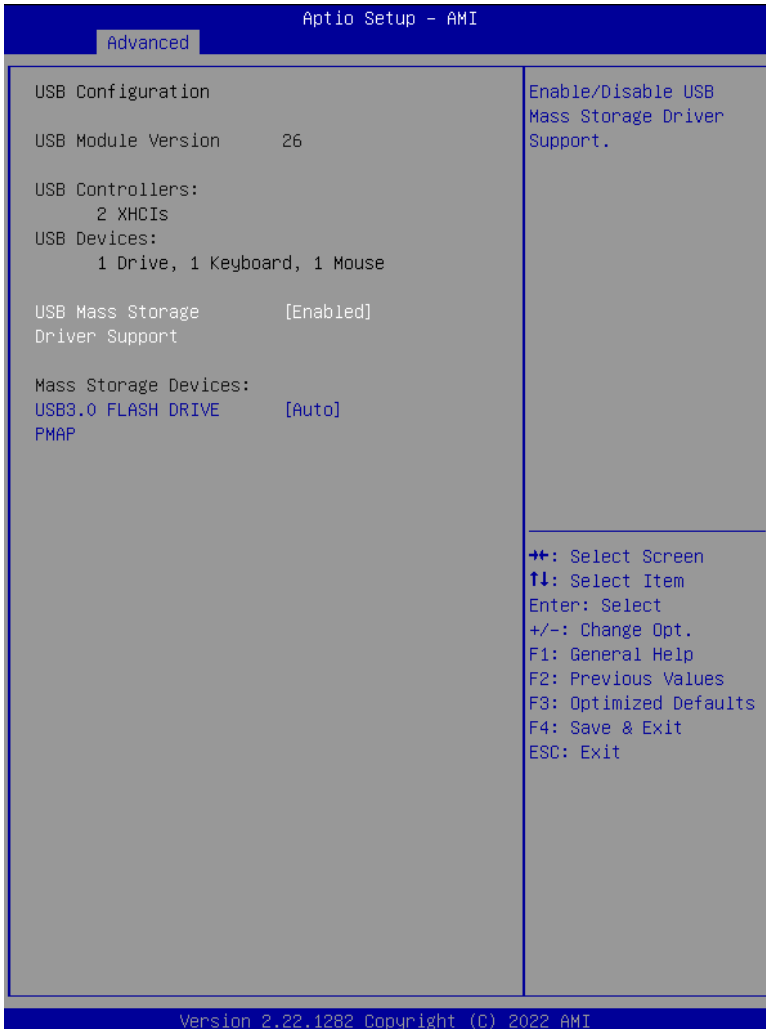 Aptio Setup – AMI
Advanced
USB Configuration
USB Module Version 26
USB Controllers:
2 XHCIs
USB Devices:
1 Drive, 1 Keyboard, 1 Mouse
USB Mass Storage [Enabled]
Driver Support
Mass Storage Devices:
USB3.0 FLASH DRIVE [Auto]
PMAP
Enable/Disable USB
Mass Storage Driver
Support.
→←: Select Screen
↑↓: Select Item
Enter: Select
+/-: Change Opt.
F1: General Help
F2: Previous Values
F3: Optimized Defaults
F4: Save & Exit
ESC: Exit
Version 2.22.1282 Copyright (C) 2022 AMI